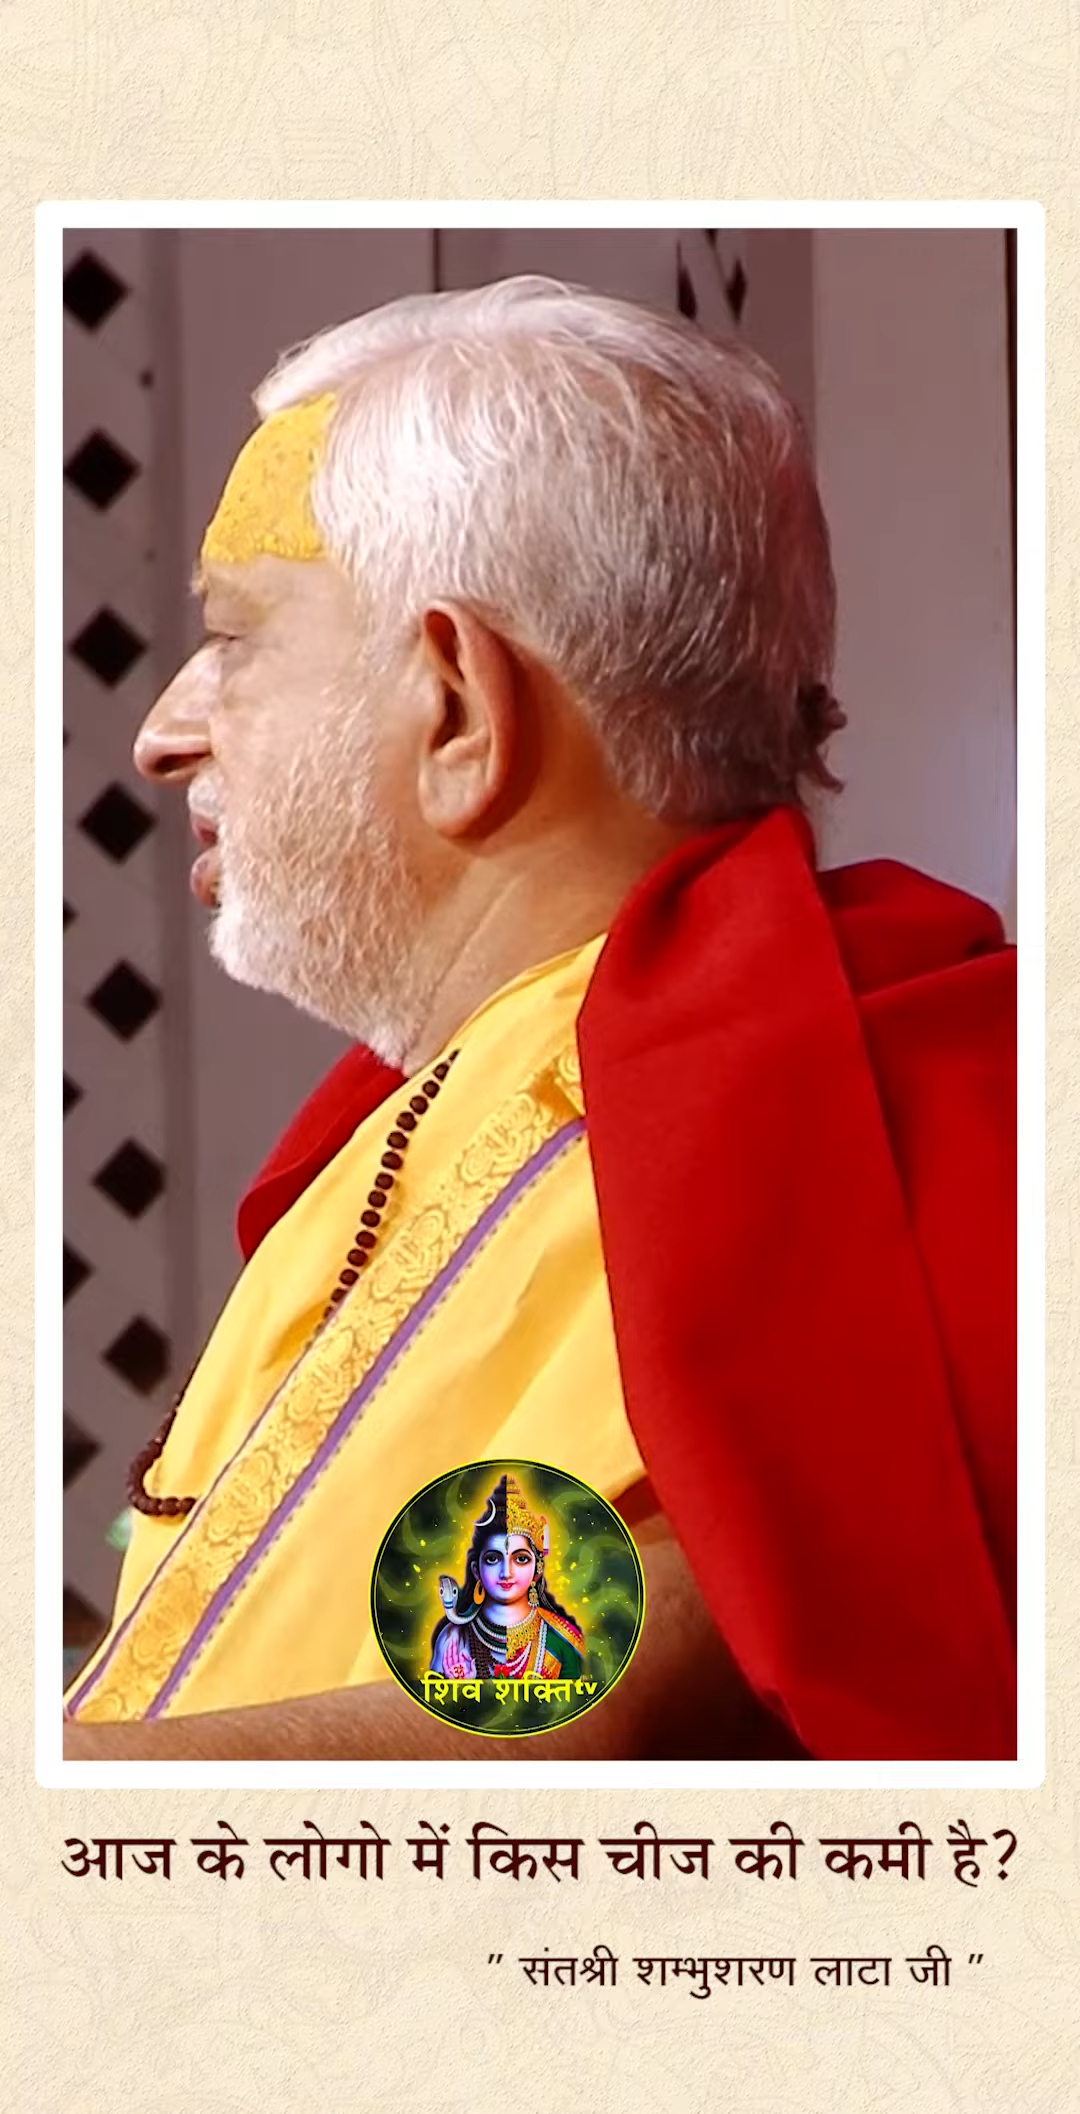 शिव शक्तिtv
आज के लोगो में किस चीज की कमी है?
" संतश्री शम्भुशरण लाटा जी "